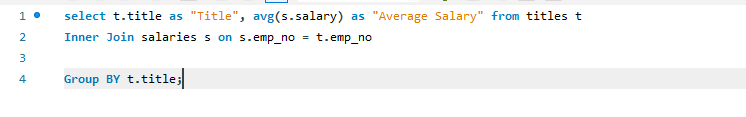 1 select t.title as "Title", avg(s.salary) as "Average Salary" from titles t
2 Inner Join salaries s on s.emp_no = t.emp_no
3
4 Group BY t.title;